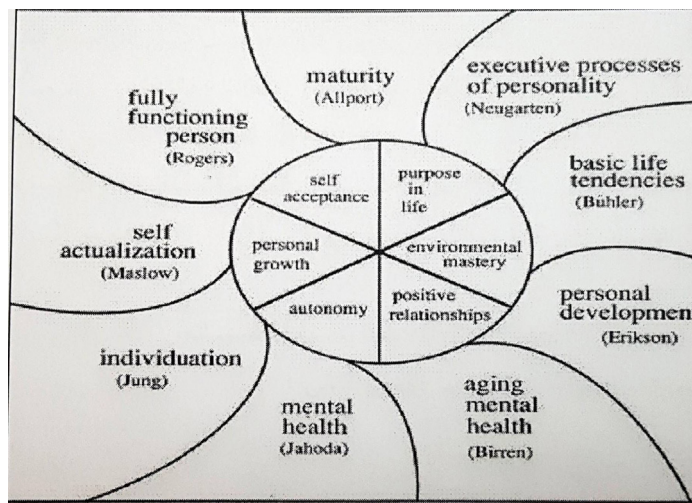 maturity
(Allport)
executive processes
of personality
(Neugarten)
fully
functioning
person
(Rogers)
basic life
tendencies
(Bühler)
self
actualization
(Maslow)
personal
developmen
(Erikson)
individuation
(Jung)
mental
health
(Jahoda)
aging
mental
health
(Birren)
self
acceptance
purpose
in
life
personal
growth
environmental
mastery
autonomy
positive
relationships